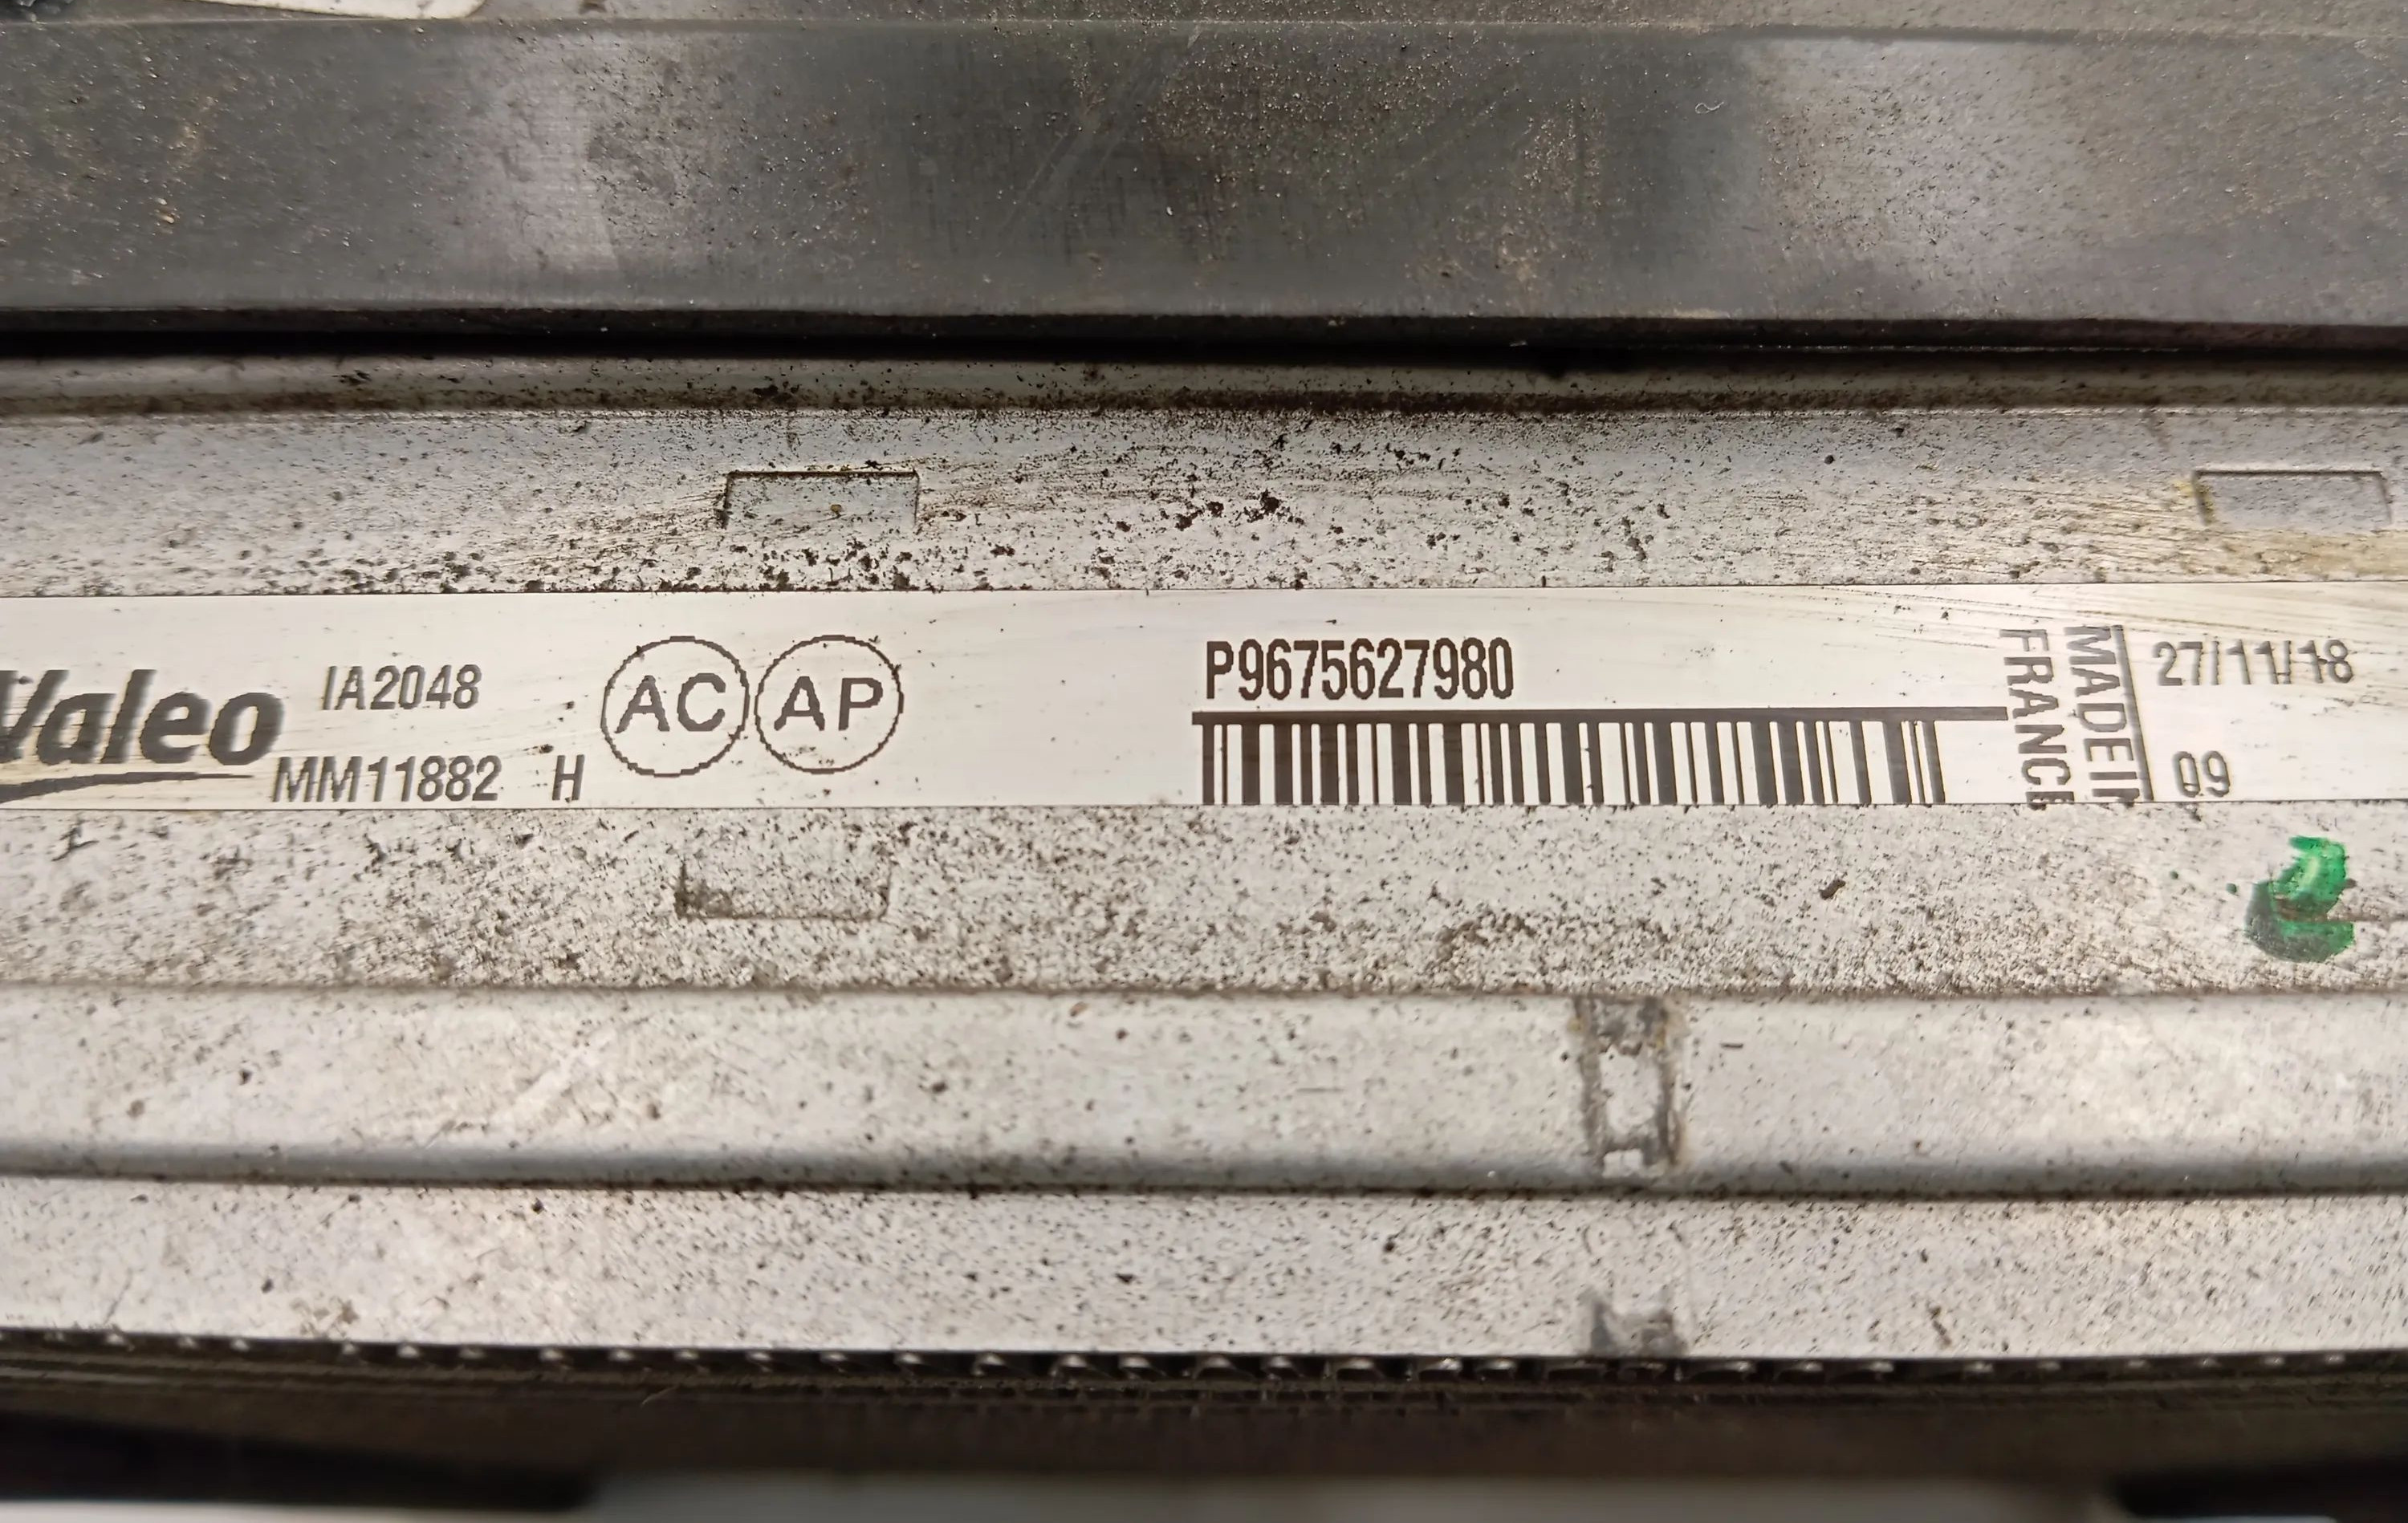 Valeo
IA2048
MM11882 H
AC AP
P9675627980
MADE IN
FRANCE
27/11/18
09